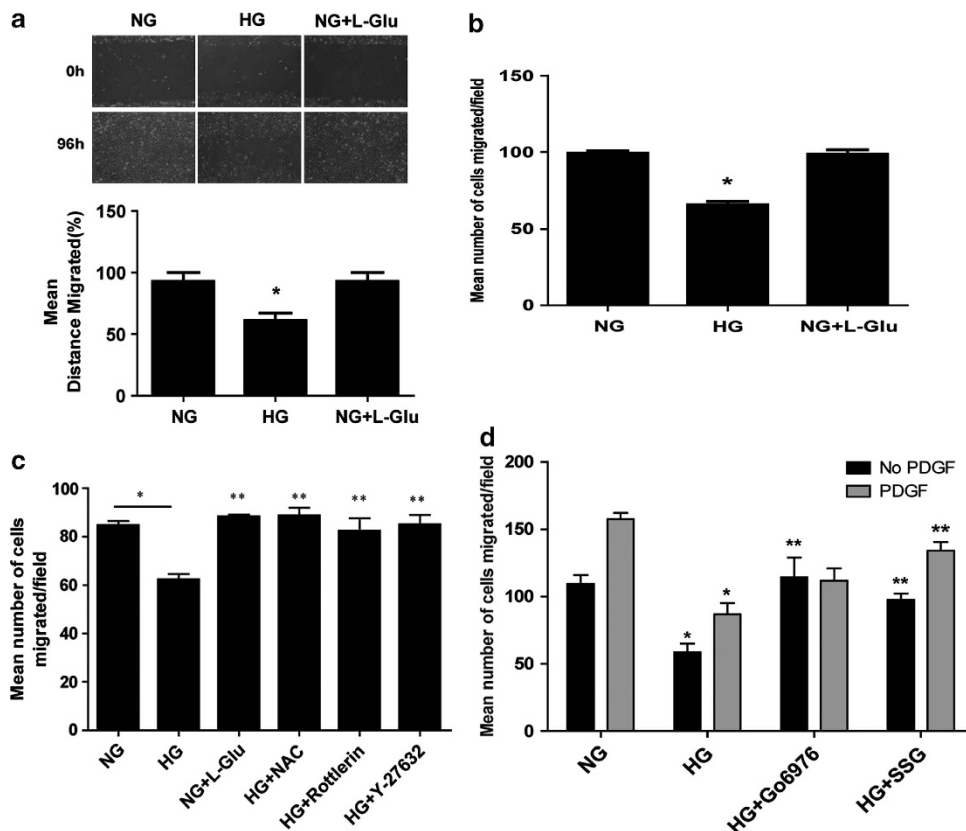 a
NG HG NG+L-Glu
0h
96h
Mean
Distance Migrated(%)
150
100
50
0
*
NG HG NG+L-Glu
b
Mean number of cells migrated/field
150
100
50
0
*
NG HG NG+L-Glu
c
Mean number of cells
migrated/field
100
80
60
40
20
0
* ** ** ** **
NG HG NG+L-Glu HG+NAC HG+Rottlerin HG+Y-27632
d
No PDGF
PDGF
Mean number of cells migrated/field
200
150
100
50
0
* * ** ** **
NG HG HG+Go6976 HG+SSG